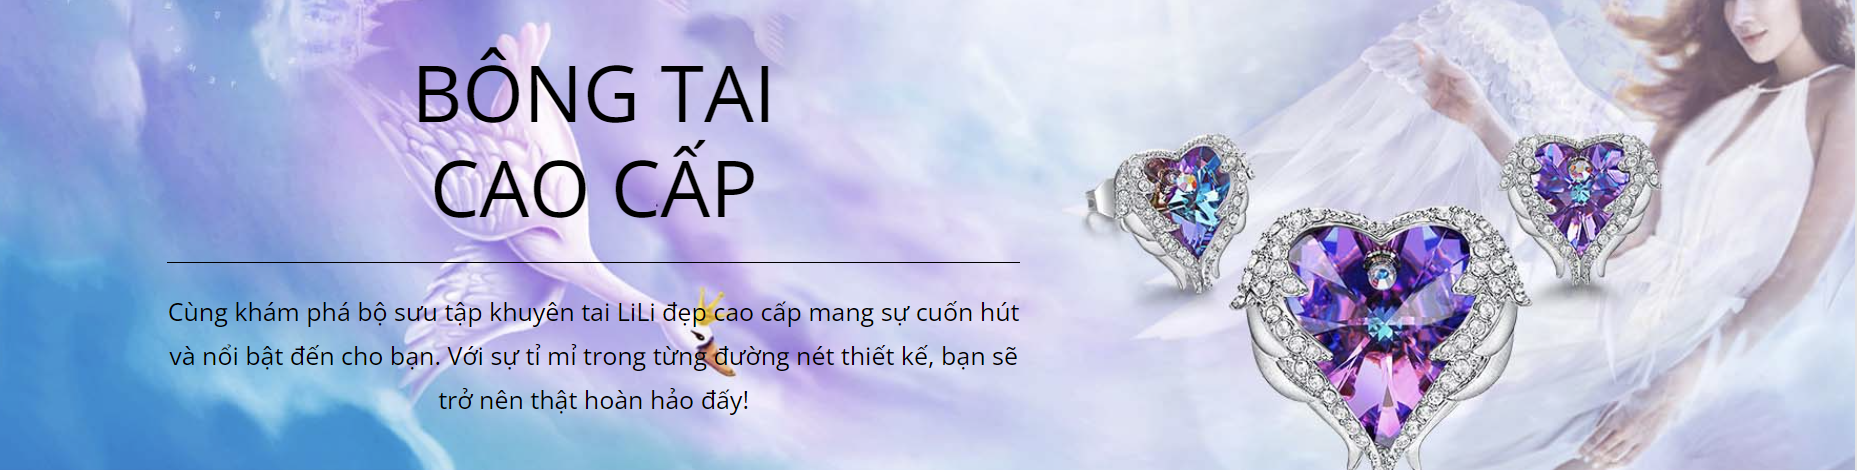 BÔNG TAI
CAO CẤP
Cùng khám phá bộ sưu tập khuyên tai LiLi đẹp cao cấp mang sự cuốn hút
và nổi bật đến cho bạn. Với sự tỉ mỉ trong từng đường nét thiết kế, bạn sẽ
trở nên thật hoàn hảo đấy!